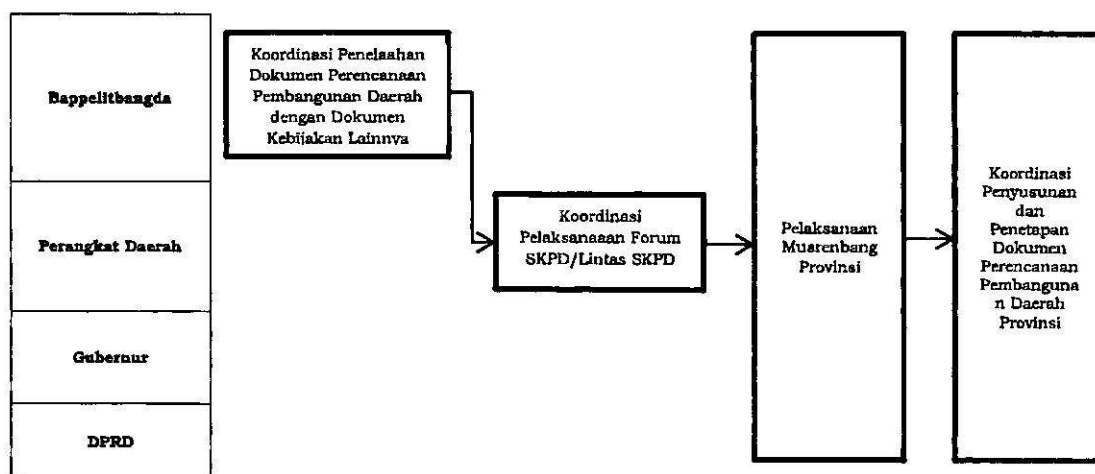 Bappelitbangda
Perangkat Daerah
Gubernur
DPRD
Koordinasi Penelaahan
Dokumen Perencanaan
Pembangunan Daerah
dengan Dokumen
Kebijakan Lainnya
Koordinasi
Pelaksanaaan Forum
SKPD/Lintas SKPD
Pelaksanaan
Musrenbang
Provinsi
Koordinasi
Penyusunan
dan
Penetapan
Dokumen
Perencanaan
Pembanguna
n Daerah
Provinsi